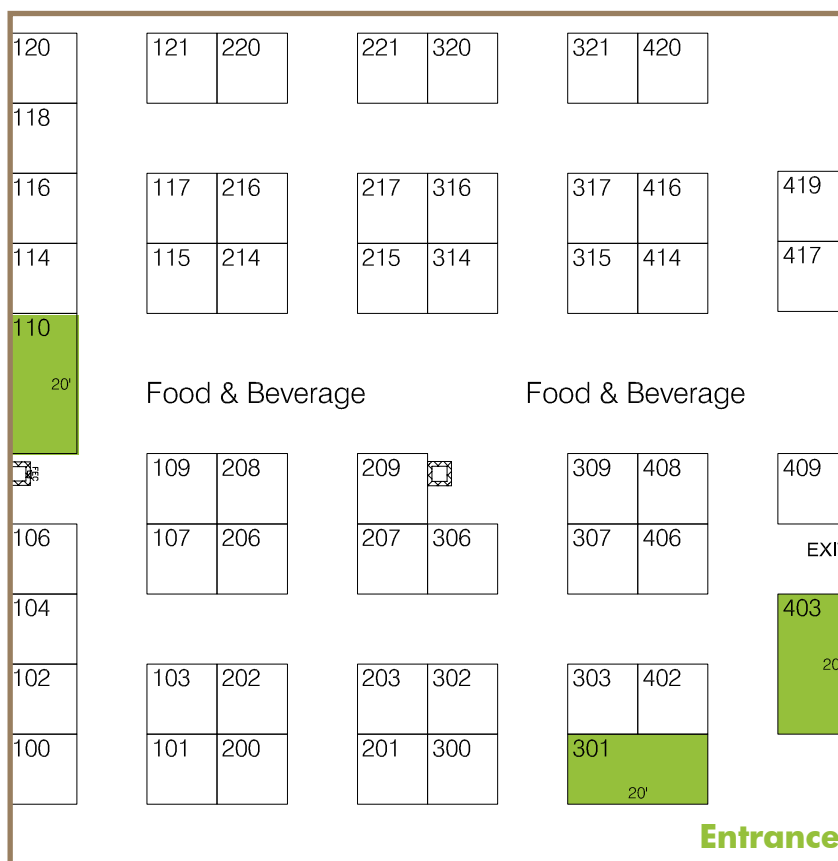 120 121 220 221 320 321 420
118
116 117 216 217 316 317 416 419
114 115 214 215 314 315 414 417
110
20'
Food & Beverage Food & Beverage
109 208 209 309 408 409
FEC
106 107 206 207 306 307 406
EXI
104 403
20
102 103 202 203 302 303 402
100 101 200 201 300 301
20'
Entrance